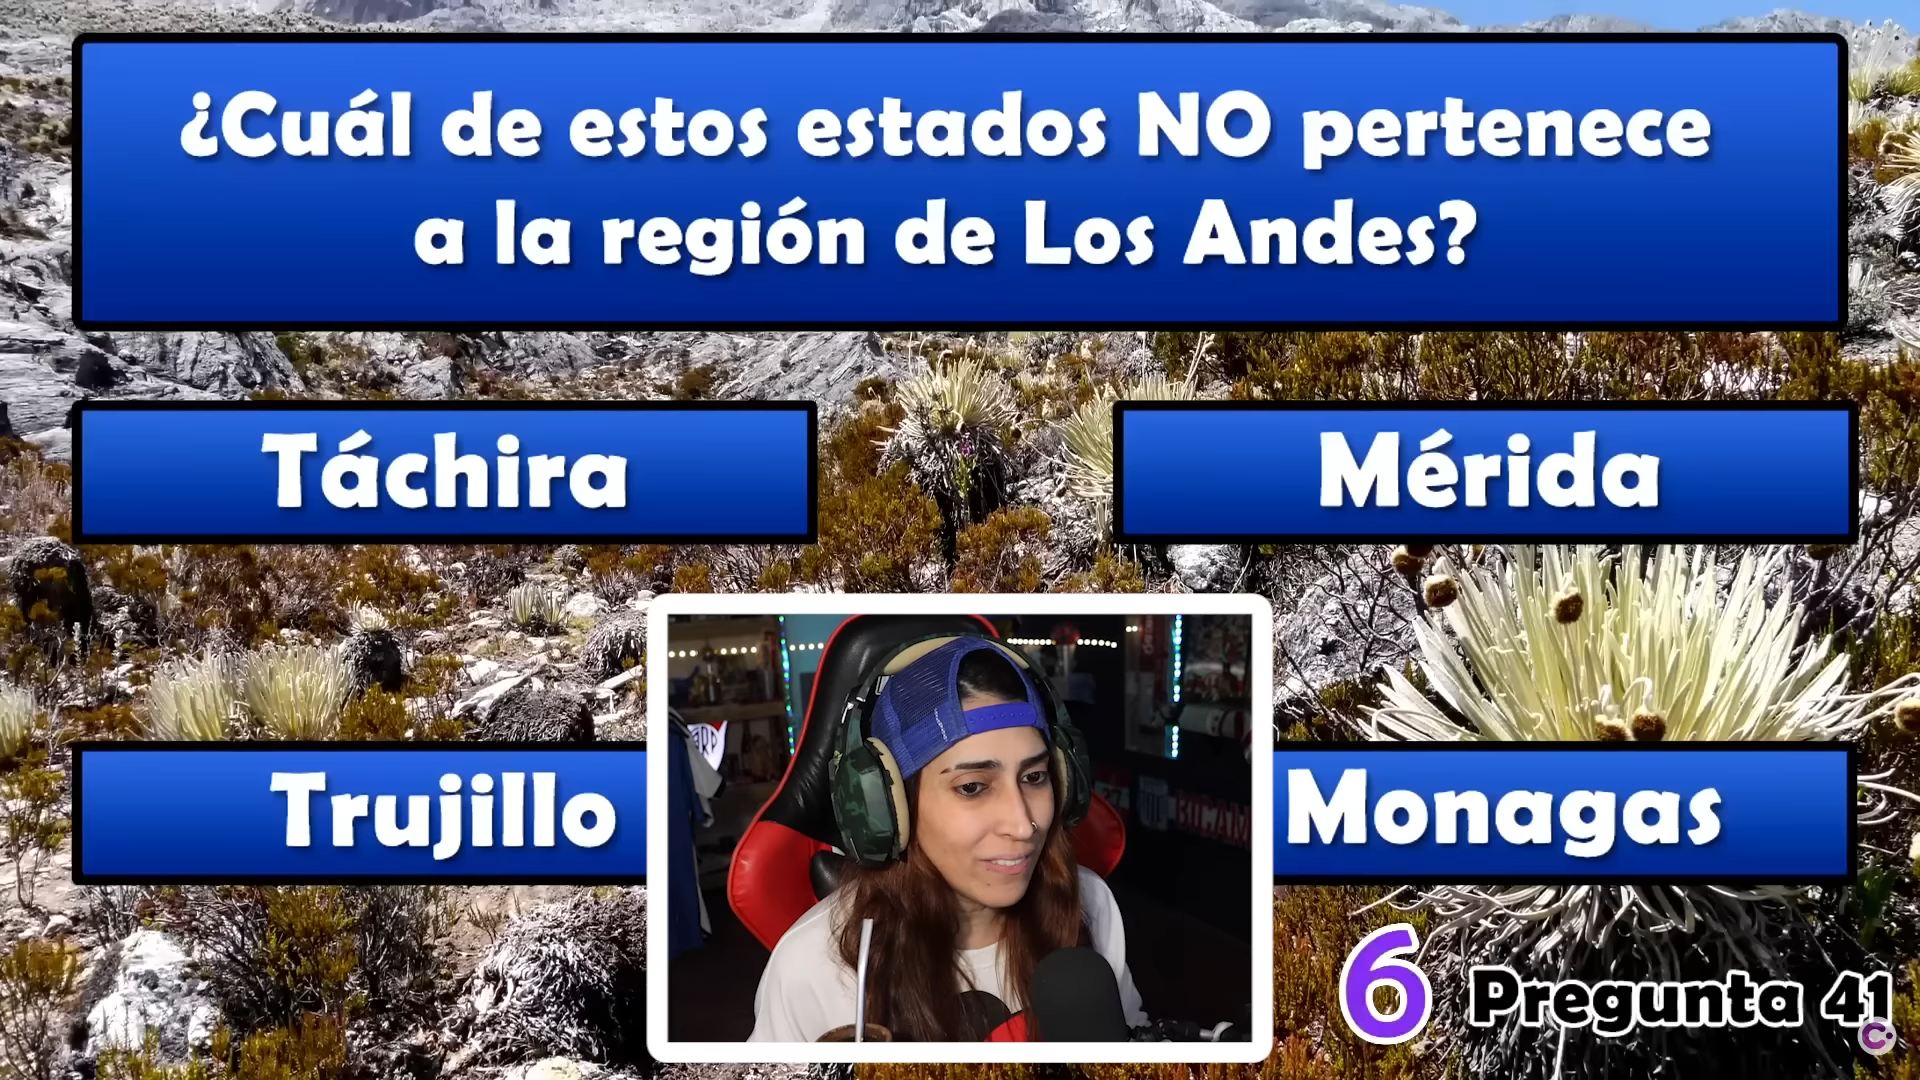 ¿Cuál de estos estados NO pertenece
a la región de Los Andes?
Táchira
Mérida
Trujillo
Monagas
6
Pregunta 41